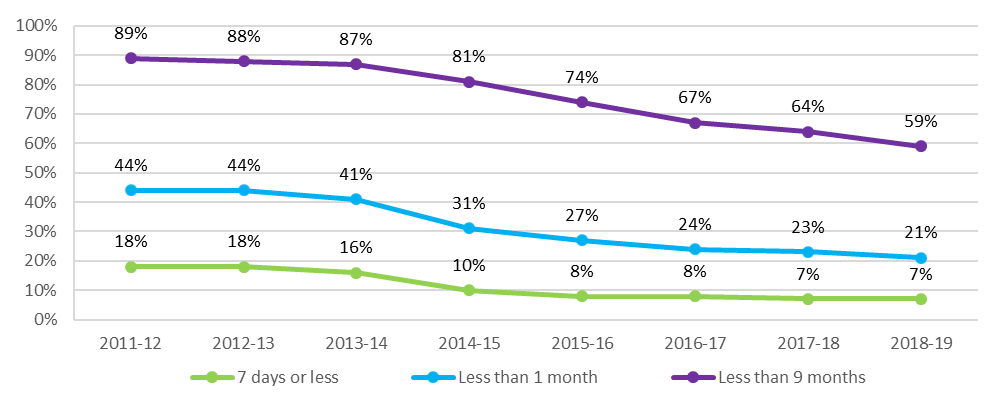 100%
90%
80%
70%
60%
50%
40%
30%
20%
10%
0%
89% 88% 87% 81% 74% 67% 64% 59%
44% 44% 41% 31% 27% 24% 23% 21%
18% 18% 16% 10% 8% 8% 7% 7%
2011-12 2012-13 2013-14 2014-15 2015-16 2016-17 2017-18 2018-19
7 days or less Less than 1 month Less than 9 months